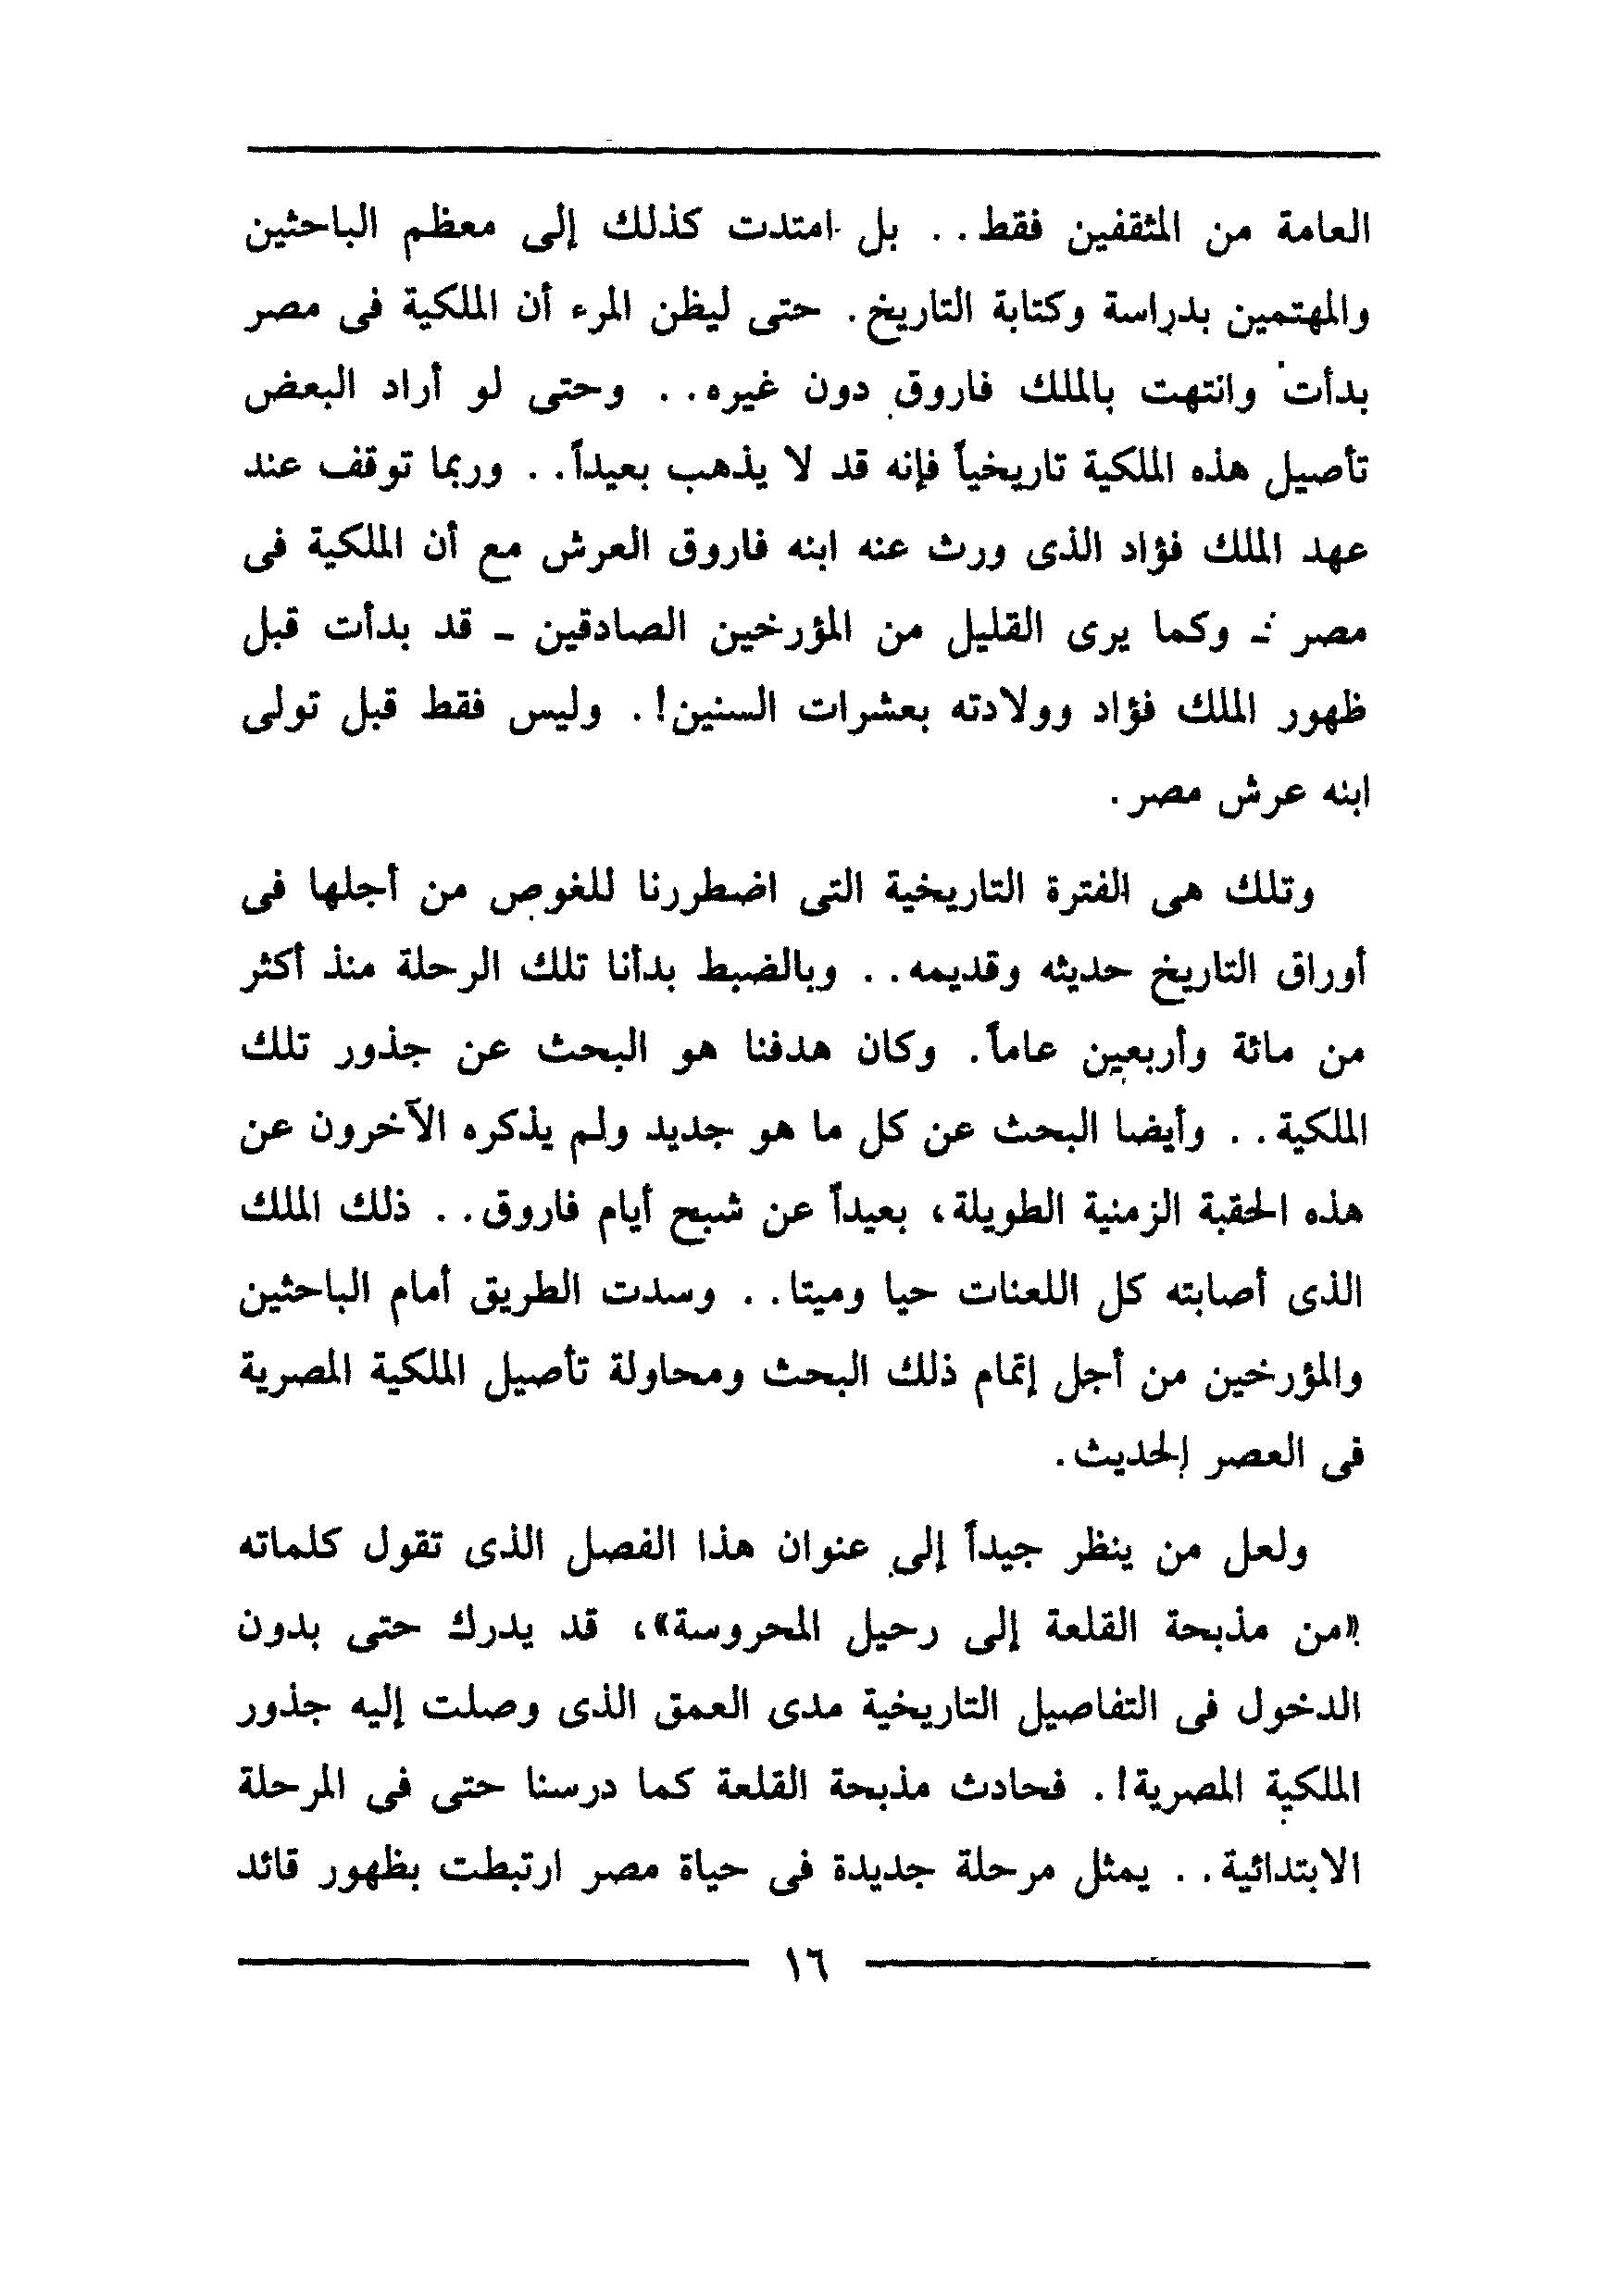 العامة من المثقفين فقط . . بل امتدت كذلك إلى معظم الباحثين
والمهتمين بدراسة وكتابة التاريخ . حتى ليظن المرء أن الملكية فى مصر
بدأت وانتهت بالملك فاروق دون غيره . . وحتى لو أراد البعض
تأصيل هذه الملكية تاريخياً فإنه قد لا يذهب بعيداً . . وربما توقف عند
عهد الملك فؤاد الذى ورث عنه ابنه فاروق العرش مع أن الملكية فى
مصر ـ وكما يرى القليل من المؤرخين الصادقين ـ قد بدأت قبل
ظهور الملك فؤاد وولادته بعشرات السنين ! . وليس فقط قبل تولى
ابنه عرش مصر .
وتلك هى الفترة التاريخية التى اضطررنا للغوص من أجلها فى
أوراق التاريخ حديثه وقديمه . . وبالضبط بدأنا تلك الرحلة منذ أكثر
من مائة وأربعين عاماً . وكان هدفنا هو البحث عن جذور تلك
الملكية . . وأيضا البحث عن كل ما هو جديد ولم يذكره الآخرون عن
هذه الحقبة الزمنية الطويلة، بعيداً عن شبح أيام فاروق . . ذلك الملك
الذى أصابته كل اللعنات حيا وميتا . . وسدت الطريق أمام الباحثين
والمؤرخين من أجل إتمام ذلك البحث ومحاولة تأصيل الملكية المصرية
فى العصر الحديث .
ولعل من ينظر جيداً إلى عنوان هذا الفصل الذى تقول كلماته
«من مذبحة القلعة إلى رحيل المحروسة»، قد يدرك حتى بدون
الدخول فى التفاصيل التاريخية مدى العمق الذى وصلت إليه جذور
الملكية المصرية ! . فحادث مذبحة القلعة كما درسنا حتى فى المرحلة
الابتدائية . . يمثل مرحلة جديدة فى حياة مصر ارتبطت بظهور قائد
١٦